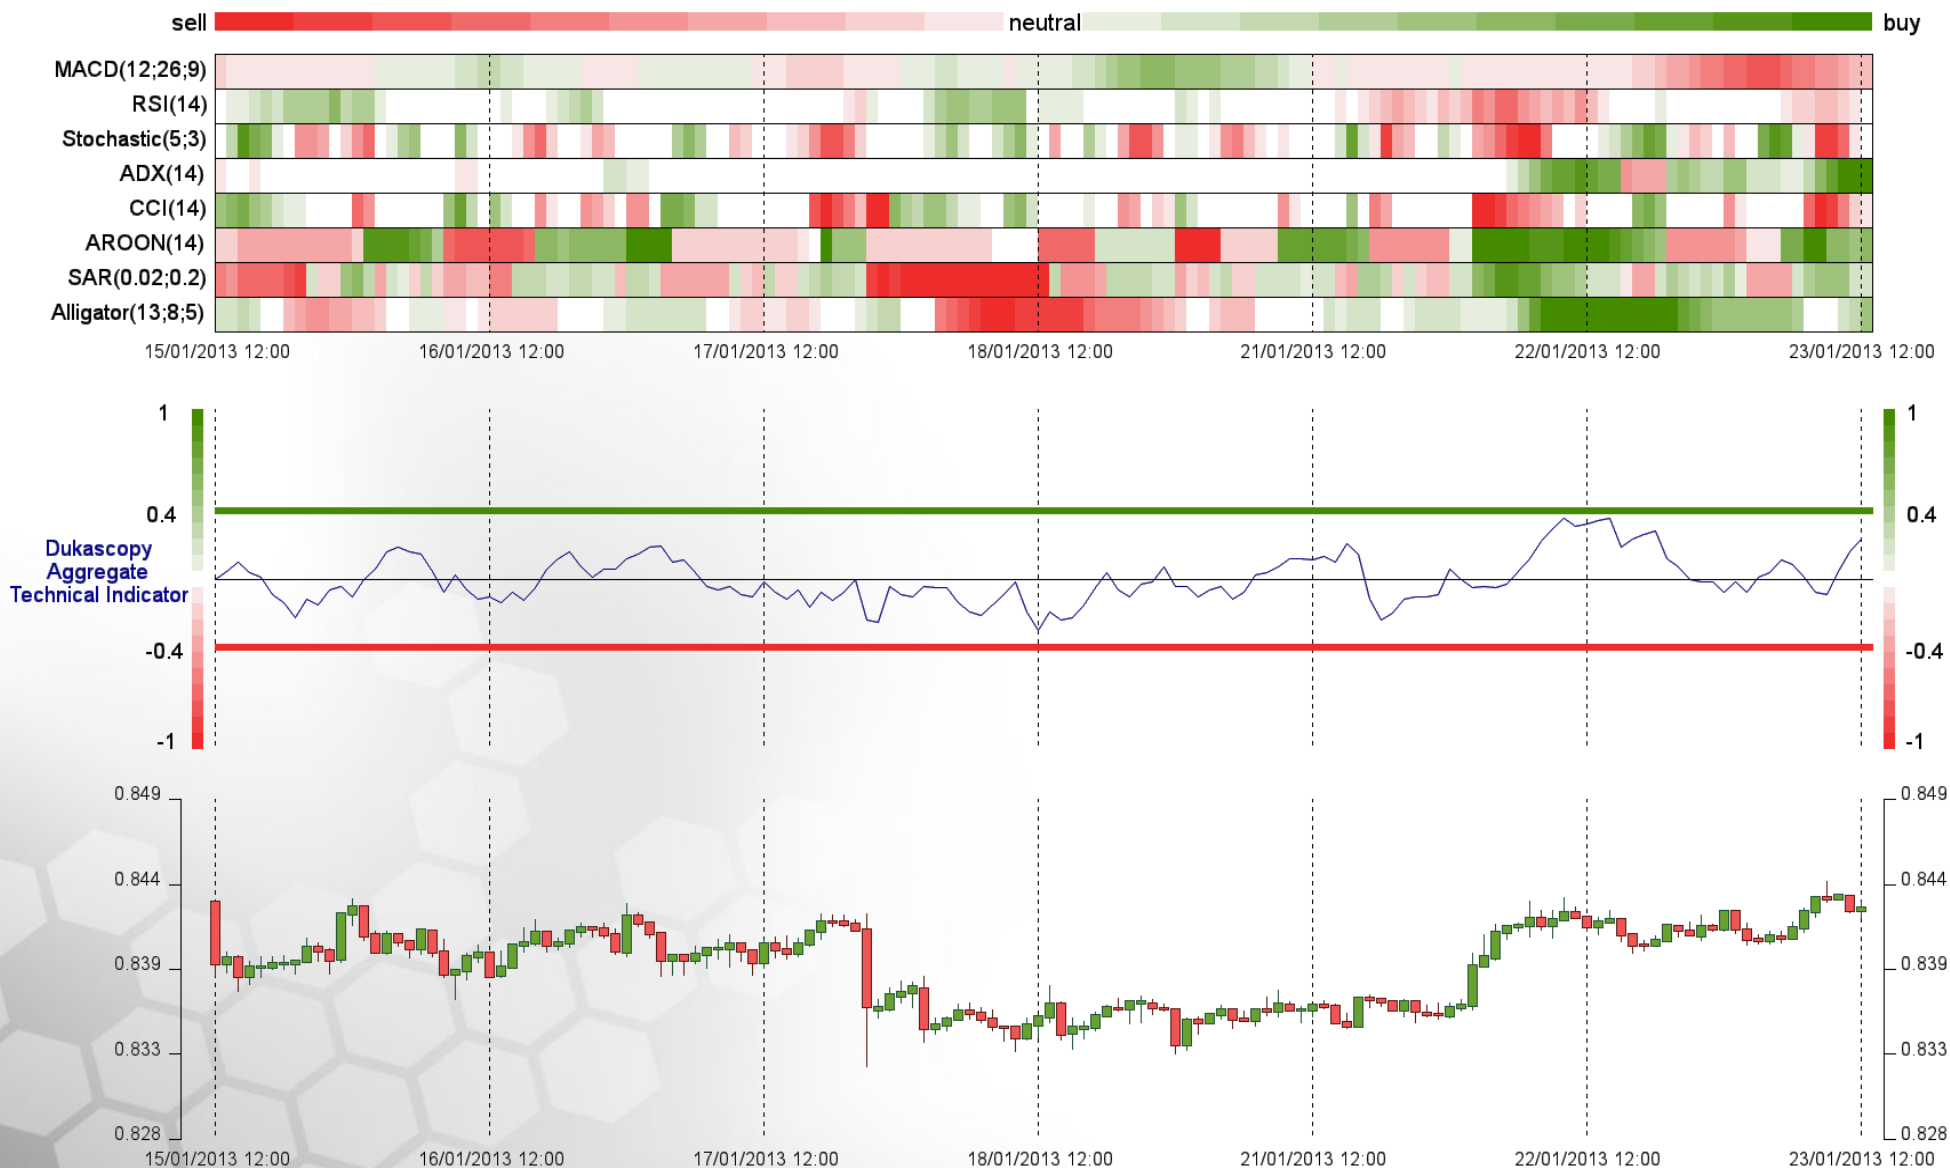 sell neutral buy
MACD(12;26;9)
RSI(14)
Stochastic(5;3)
ADX(14)
CCI(14)
AROON(14)
SAR(0.02;0.2)
Alligator(13;8;5)
15/01/2013 12:00 16/01/2013 12:00 17/01/2013 12:00 18/01/2013 12:00 21/01/2013 12:00 22/01/2013 12:00 23/01/2013 12:00
1 1
0.4 0.4
Dukascopy
Aggregate
Technical Indicator
-0.4 -0.4
-1 -1
0.849 0.849
0.844 0.844
0.839 0.839
0.833 0.833
0.828 0.828
15/01/2013 12:00 16/01/2013 12:00 17/01/2013 12:00 18/01/2013 12:00 21/01/2013 12:00 22/01/2013 12:00 23/01/2013 12:00